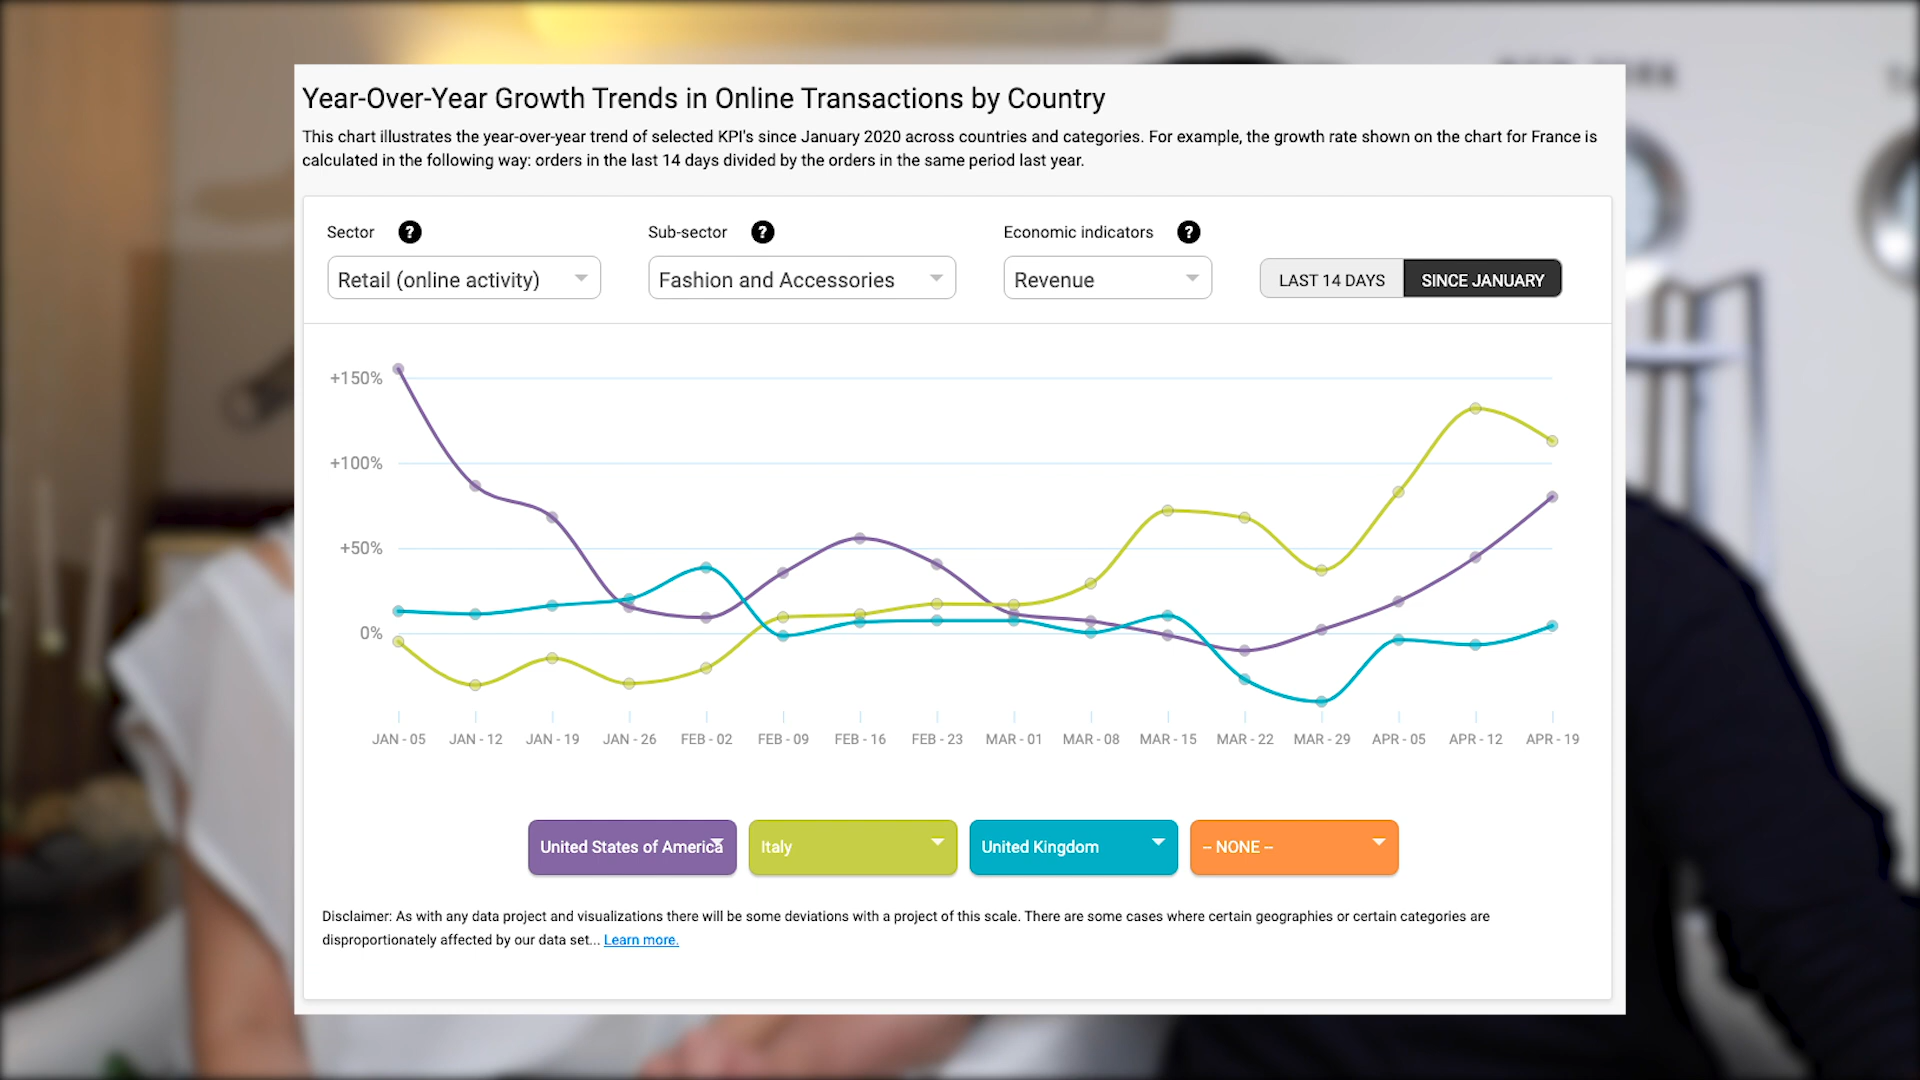 Year-Over-Year Growth Trends in Online Transactions by Country
This chart illustrates the year-over-year trend of selected KPI's since January 2020 across countries and categories. For example, the growth rate shown on the chart for France is
calculated in the following way: orders in the last 14 days divided by the orders in the same period last year.
Sector ? Sub-sector ? Economic indicators ?
Retail (online activity) Fashion and Accessories Revenue LAST 14 DAYS SINCE JANUARY
+150%
+100%
+50%
0%
JAN - 05 JAN - 12 JAN - 19 JAN - 26 FEB - 02 FEB - 09 FEB - 16 FEB - 23 MAR - 01 MAR - 08 MAR - 15 MAR - 22 MAR - 29 APR - 05 APR - 12 APR - 19
United States of America Italy United Kingdom -- NONE --
Disclaimer: As with any data project and visualizations there will be some deviations with a project of this scale. There are some cases where certain geographies or certain categories are
disproportionately affected by our data set... Learn more.